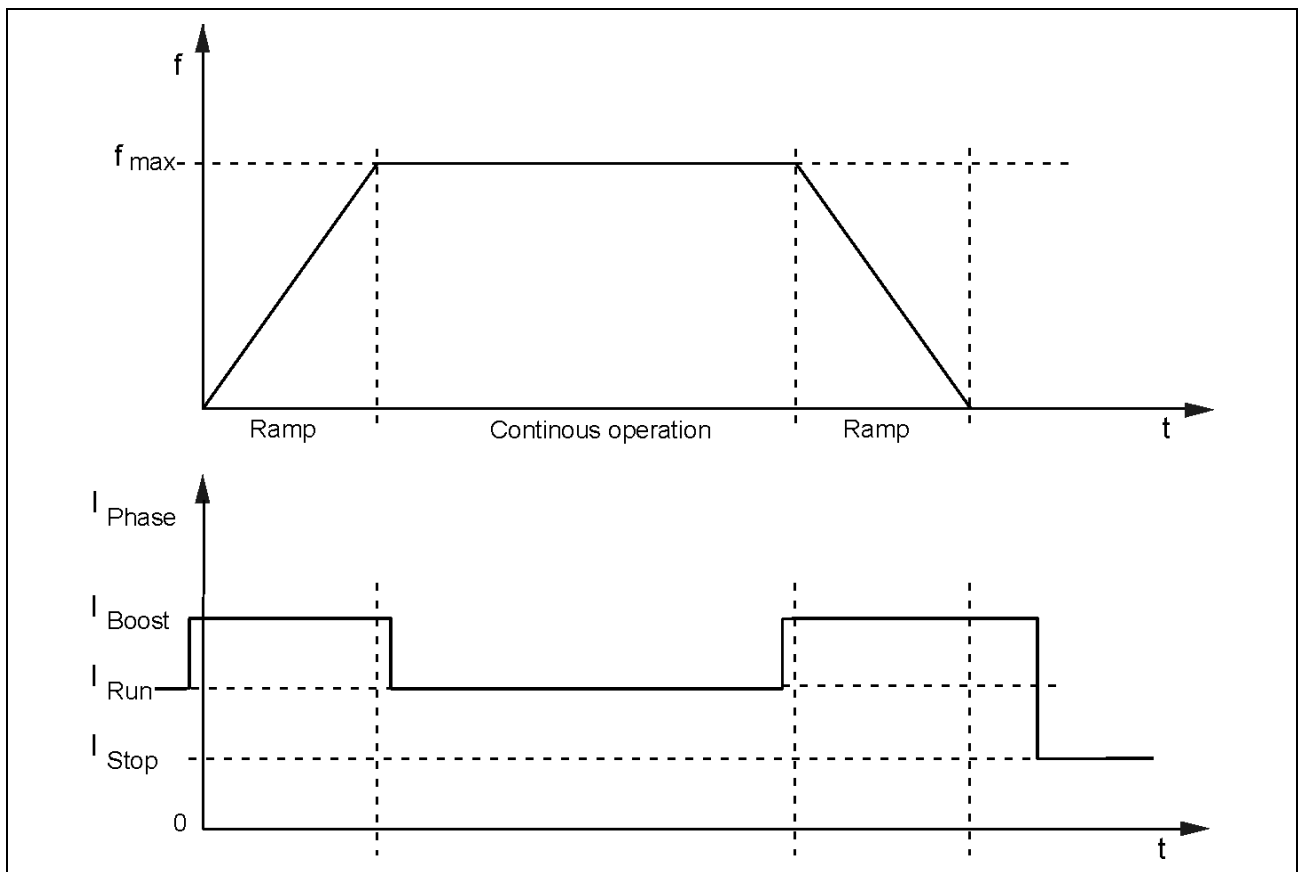 f
f max
Ramp
Continous operation
Ramp
t
I Phase
I Boost
I Run
I Stop
0
t